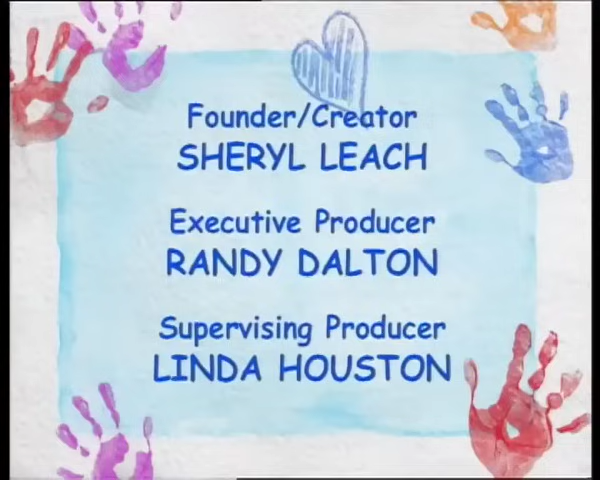 Founder/Creator
SHERYL LEACH
Executive Producer
RANDY DALTON
Supervising Producer
LINDA HOUSTON